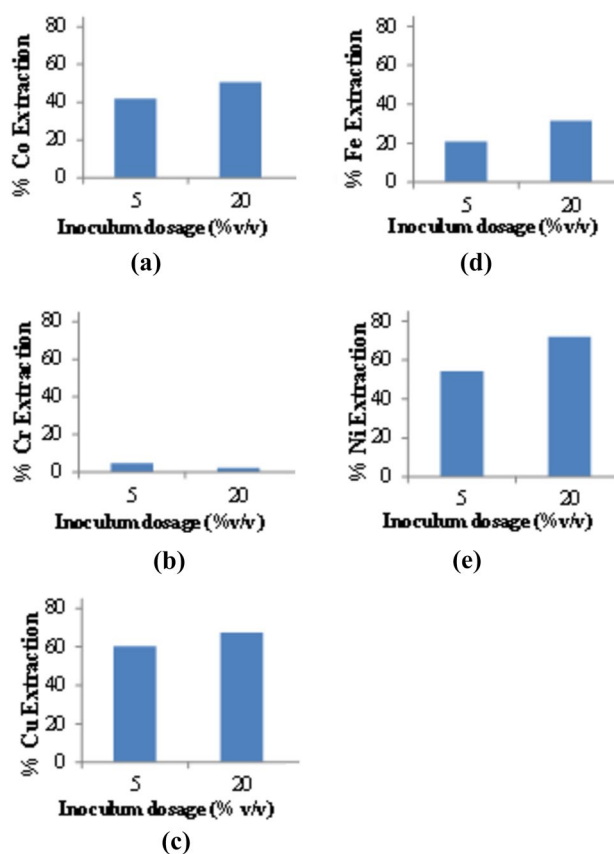 80
60
40
20
0
% Co Extraction
5 20
Inoculum dosage (%v/v)
(a)
80
60
40
20
0
% Fe Extraction
5 20
Inoculum dosage (%v/v)
(d)
80
60
40
20
0
% Cr Extraction
5 20
Inoculum dosage (%v/v)
(b)
80
60
40
20
0
% Ni Extraction
5 20
Inoculum dosage (%v/v)
(e)
80
60
40
20
0
% Cu Extraction
5 20
Inoculum dosage (% v/v)
(c)